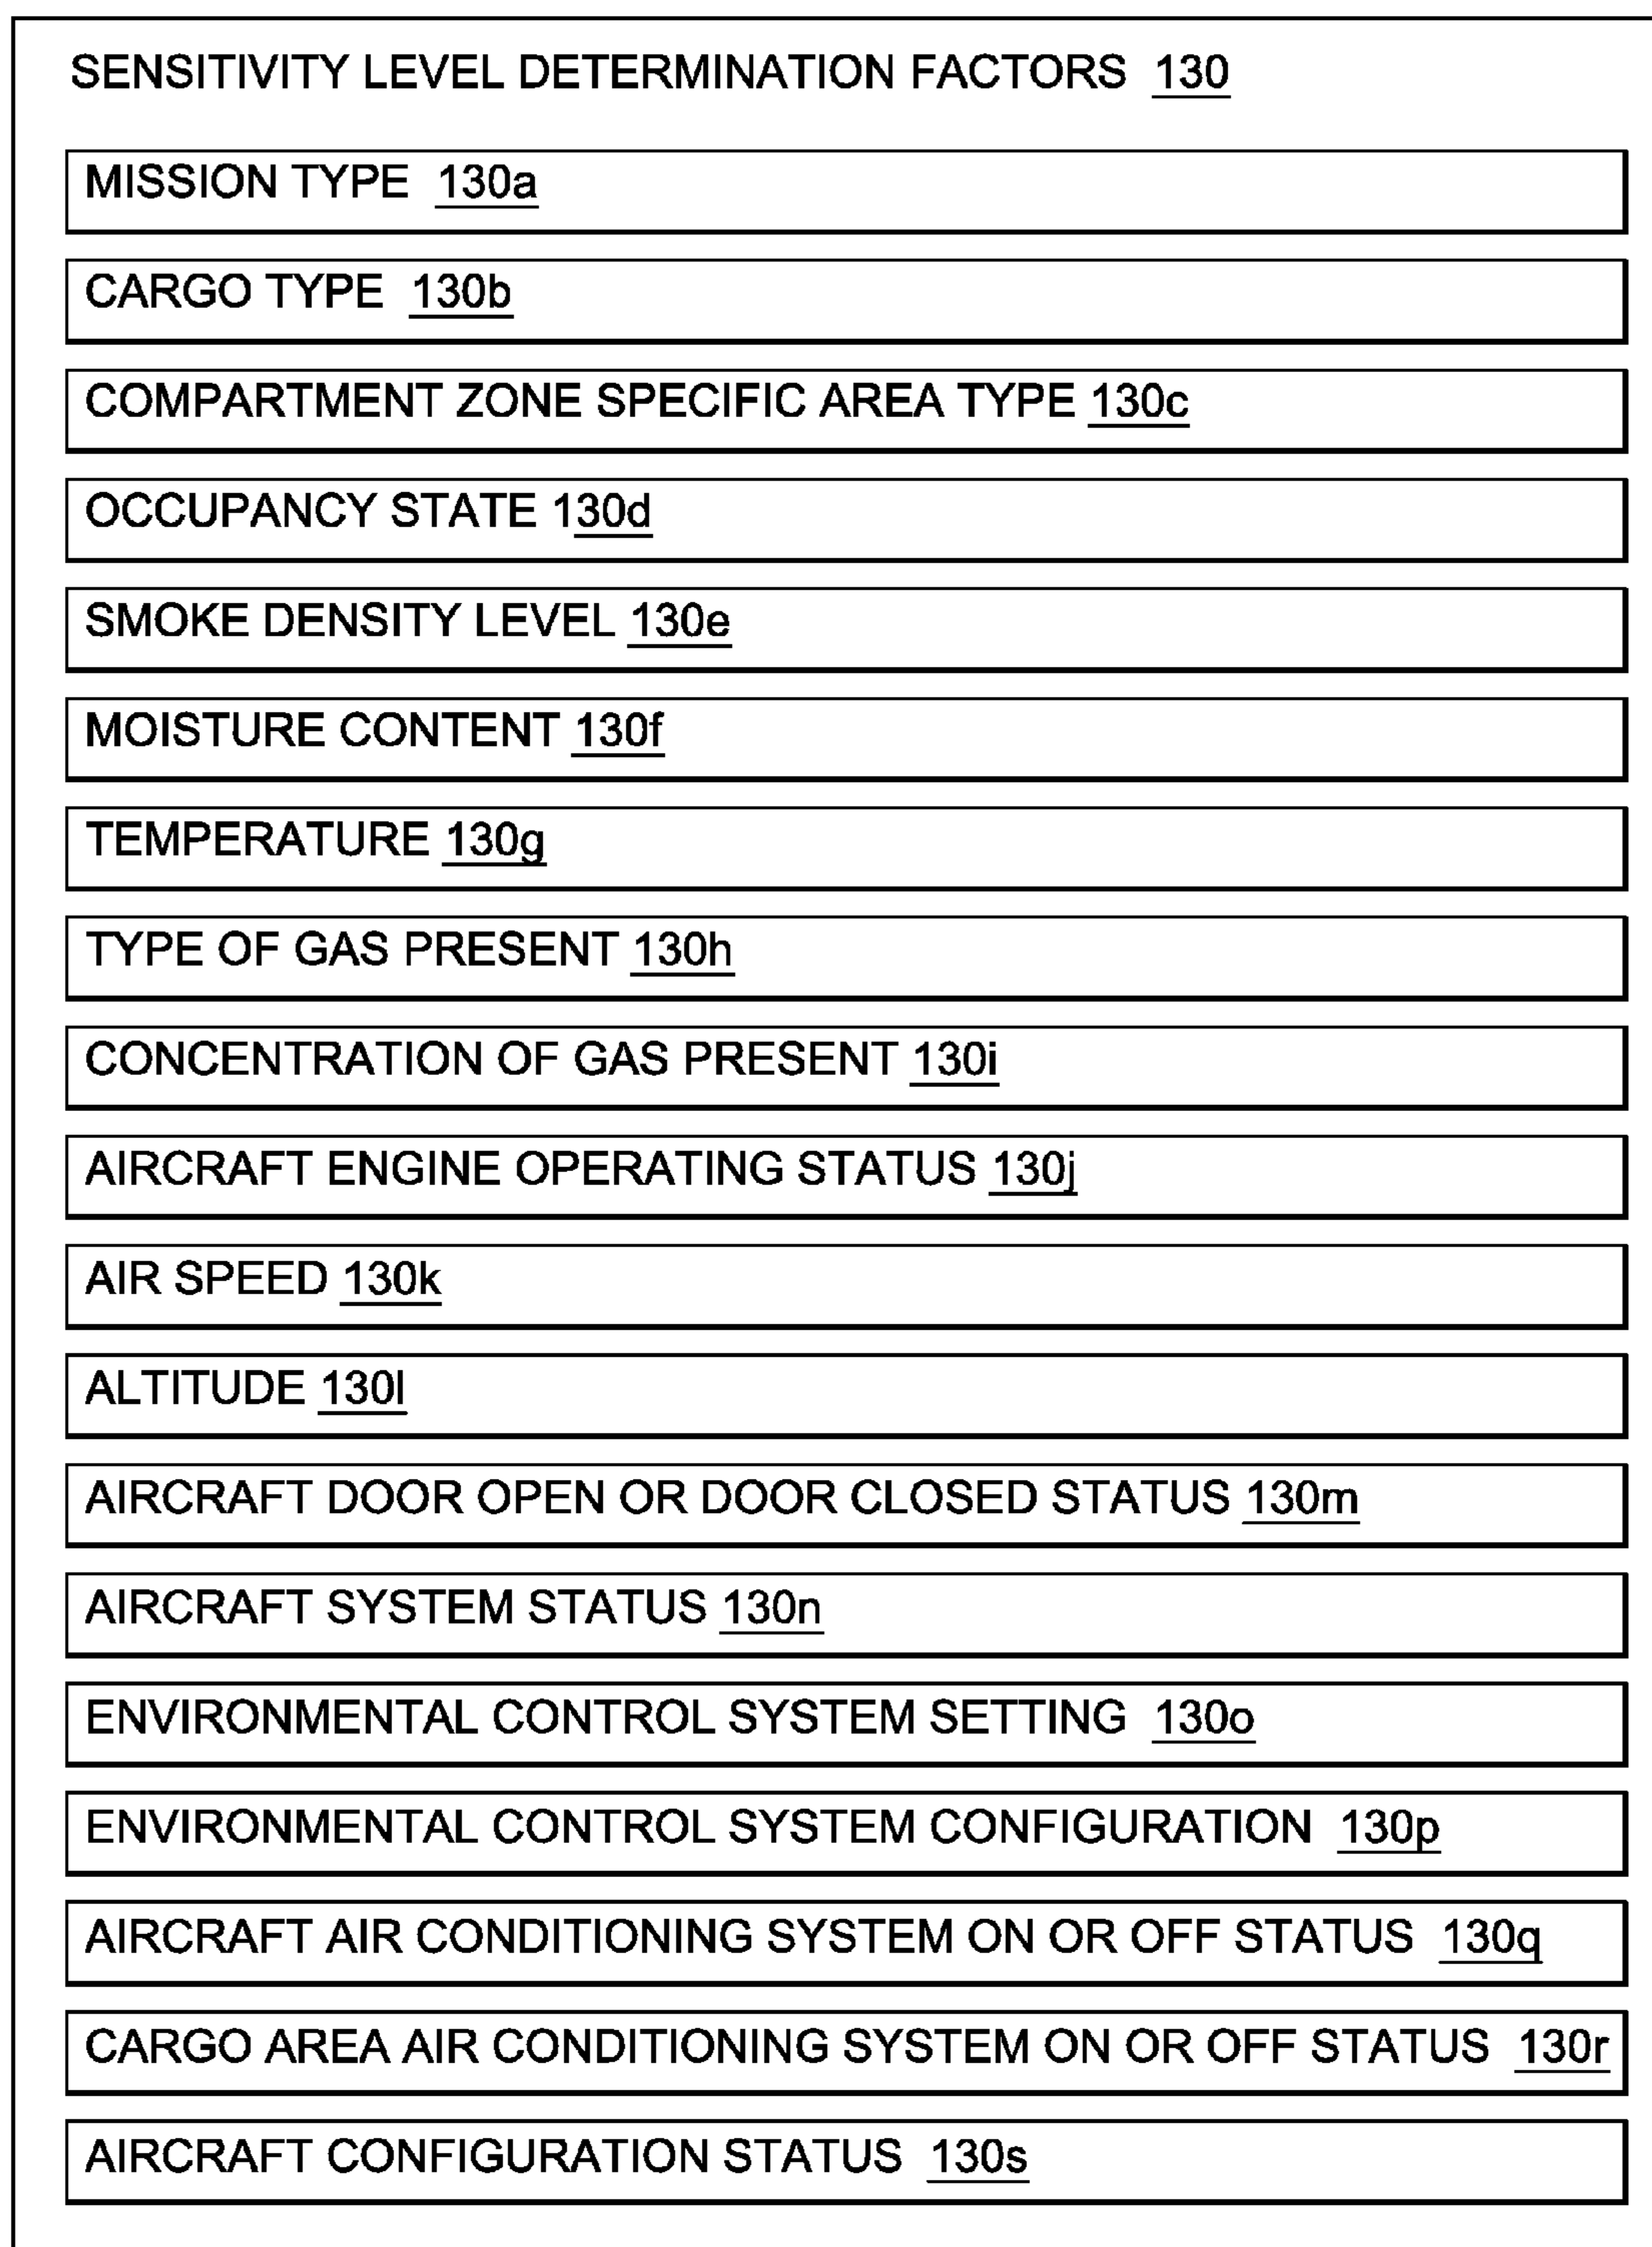 SENSITIVITY LEVEL DETERMINATION FACTORS 130
MISSION TYPE 130a
CARGO TYPE 130b
COMPARTMENT ZONE SPECIFIC AREA TYPE 130c
OCCUPANCY STATE 130d
SMOKE DENSITY LEVEL 130e
MOISTURE CONTENT 130f
TEMPERATURE 130g
TYPE OF GAS PRESENT 130h
CONCENTRATION OF GAS PRESENT 130i
AIRCRAFT ENGINE OPERATING STATUS 130j
AIR SPEED 130k
ALTITUDE 130l
AIRCRAFT DOOR OPEN OR DOOR CLOSED STATUS 130m
AIRCRAFT SYSTEM STATUS 130n
ENVIRONMENTAL CONTROL SYSTEM SETTING 130o
ENVIRONMENTAL CONTROL SYSTEM CONFIGURATION 130p
AIRCRAFT AIR CONDITIONING SYSTEM ON OR OFF STATUS 130q
CARGO AREA AIR CONDITIONING SYSTEM ON OR OFF STATUS 130r
AIRCRAFT CONFIGURATION STATUS 130s